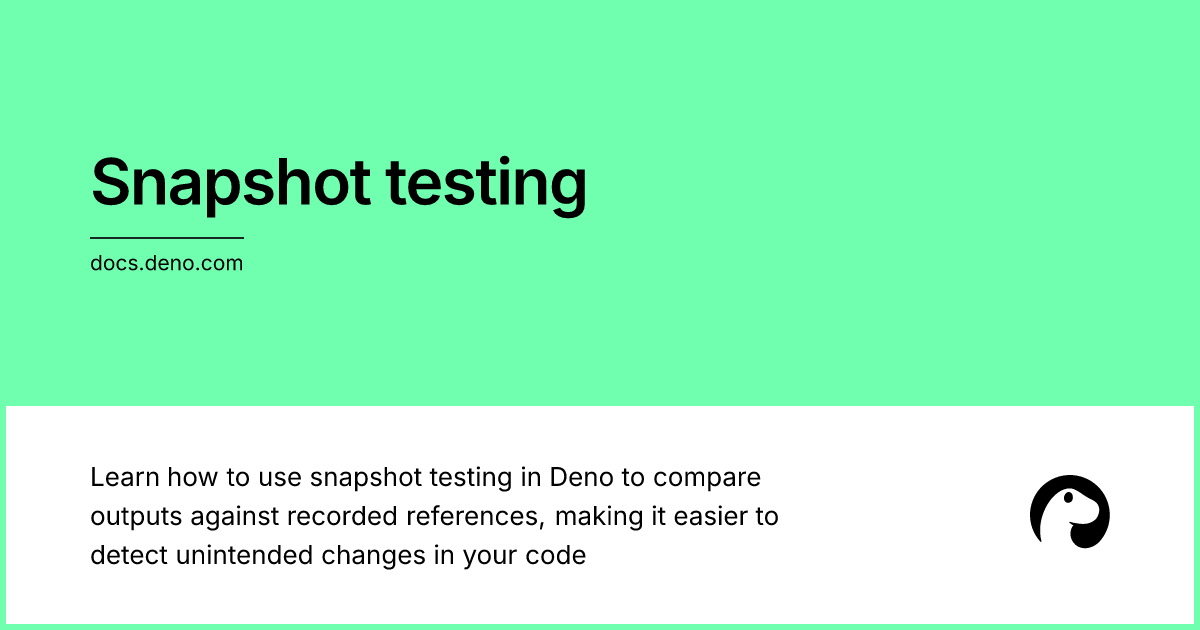 Snapshot testing
docs.deno.com
Learn how to use snapshot testing in Deno to compare
outputs against recorded references, making it easier to
detect unintended changes in your code